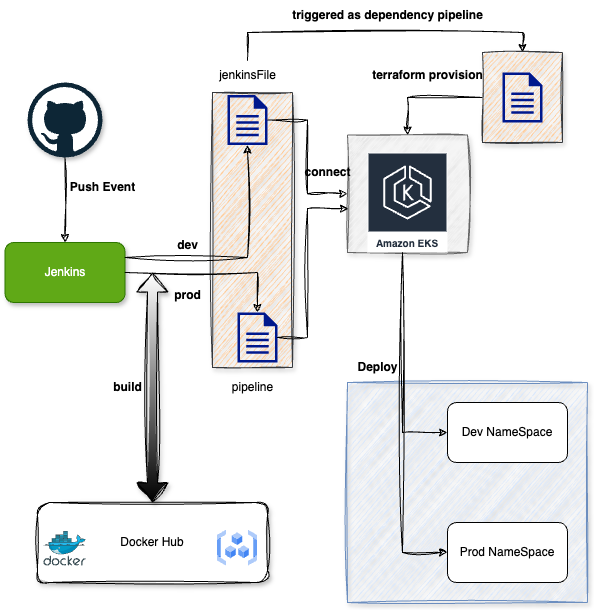 triggered as dependency pipeline
jenkinsFile
terraform provision
Push Event
connect
K
Amazon EKS
dev
Jenkins
prod
Deploy
build
pipeline
Dev NameSpace
Docker Hub
docker
Prod NameSpace